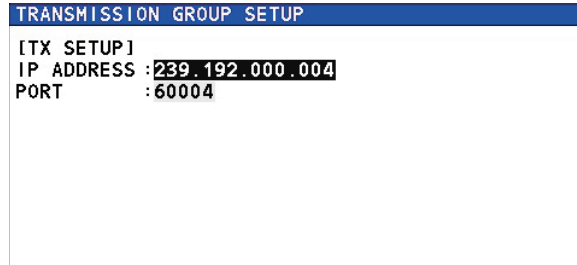 TRANSMISSION GROUP SETUP
[TX SETUP]
IP ADDRESS :239.192.000.004
PORT :60004